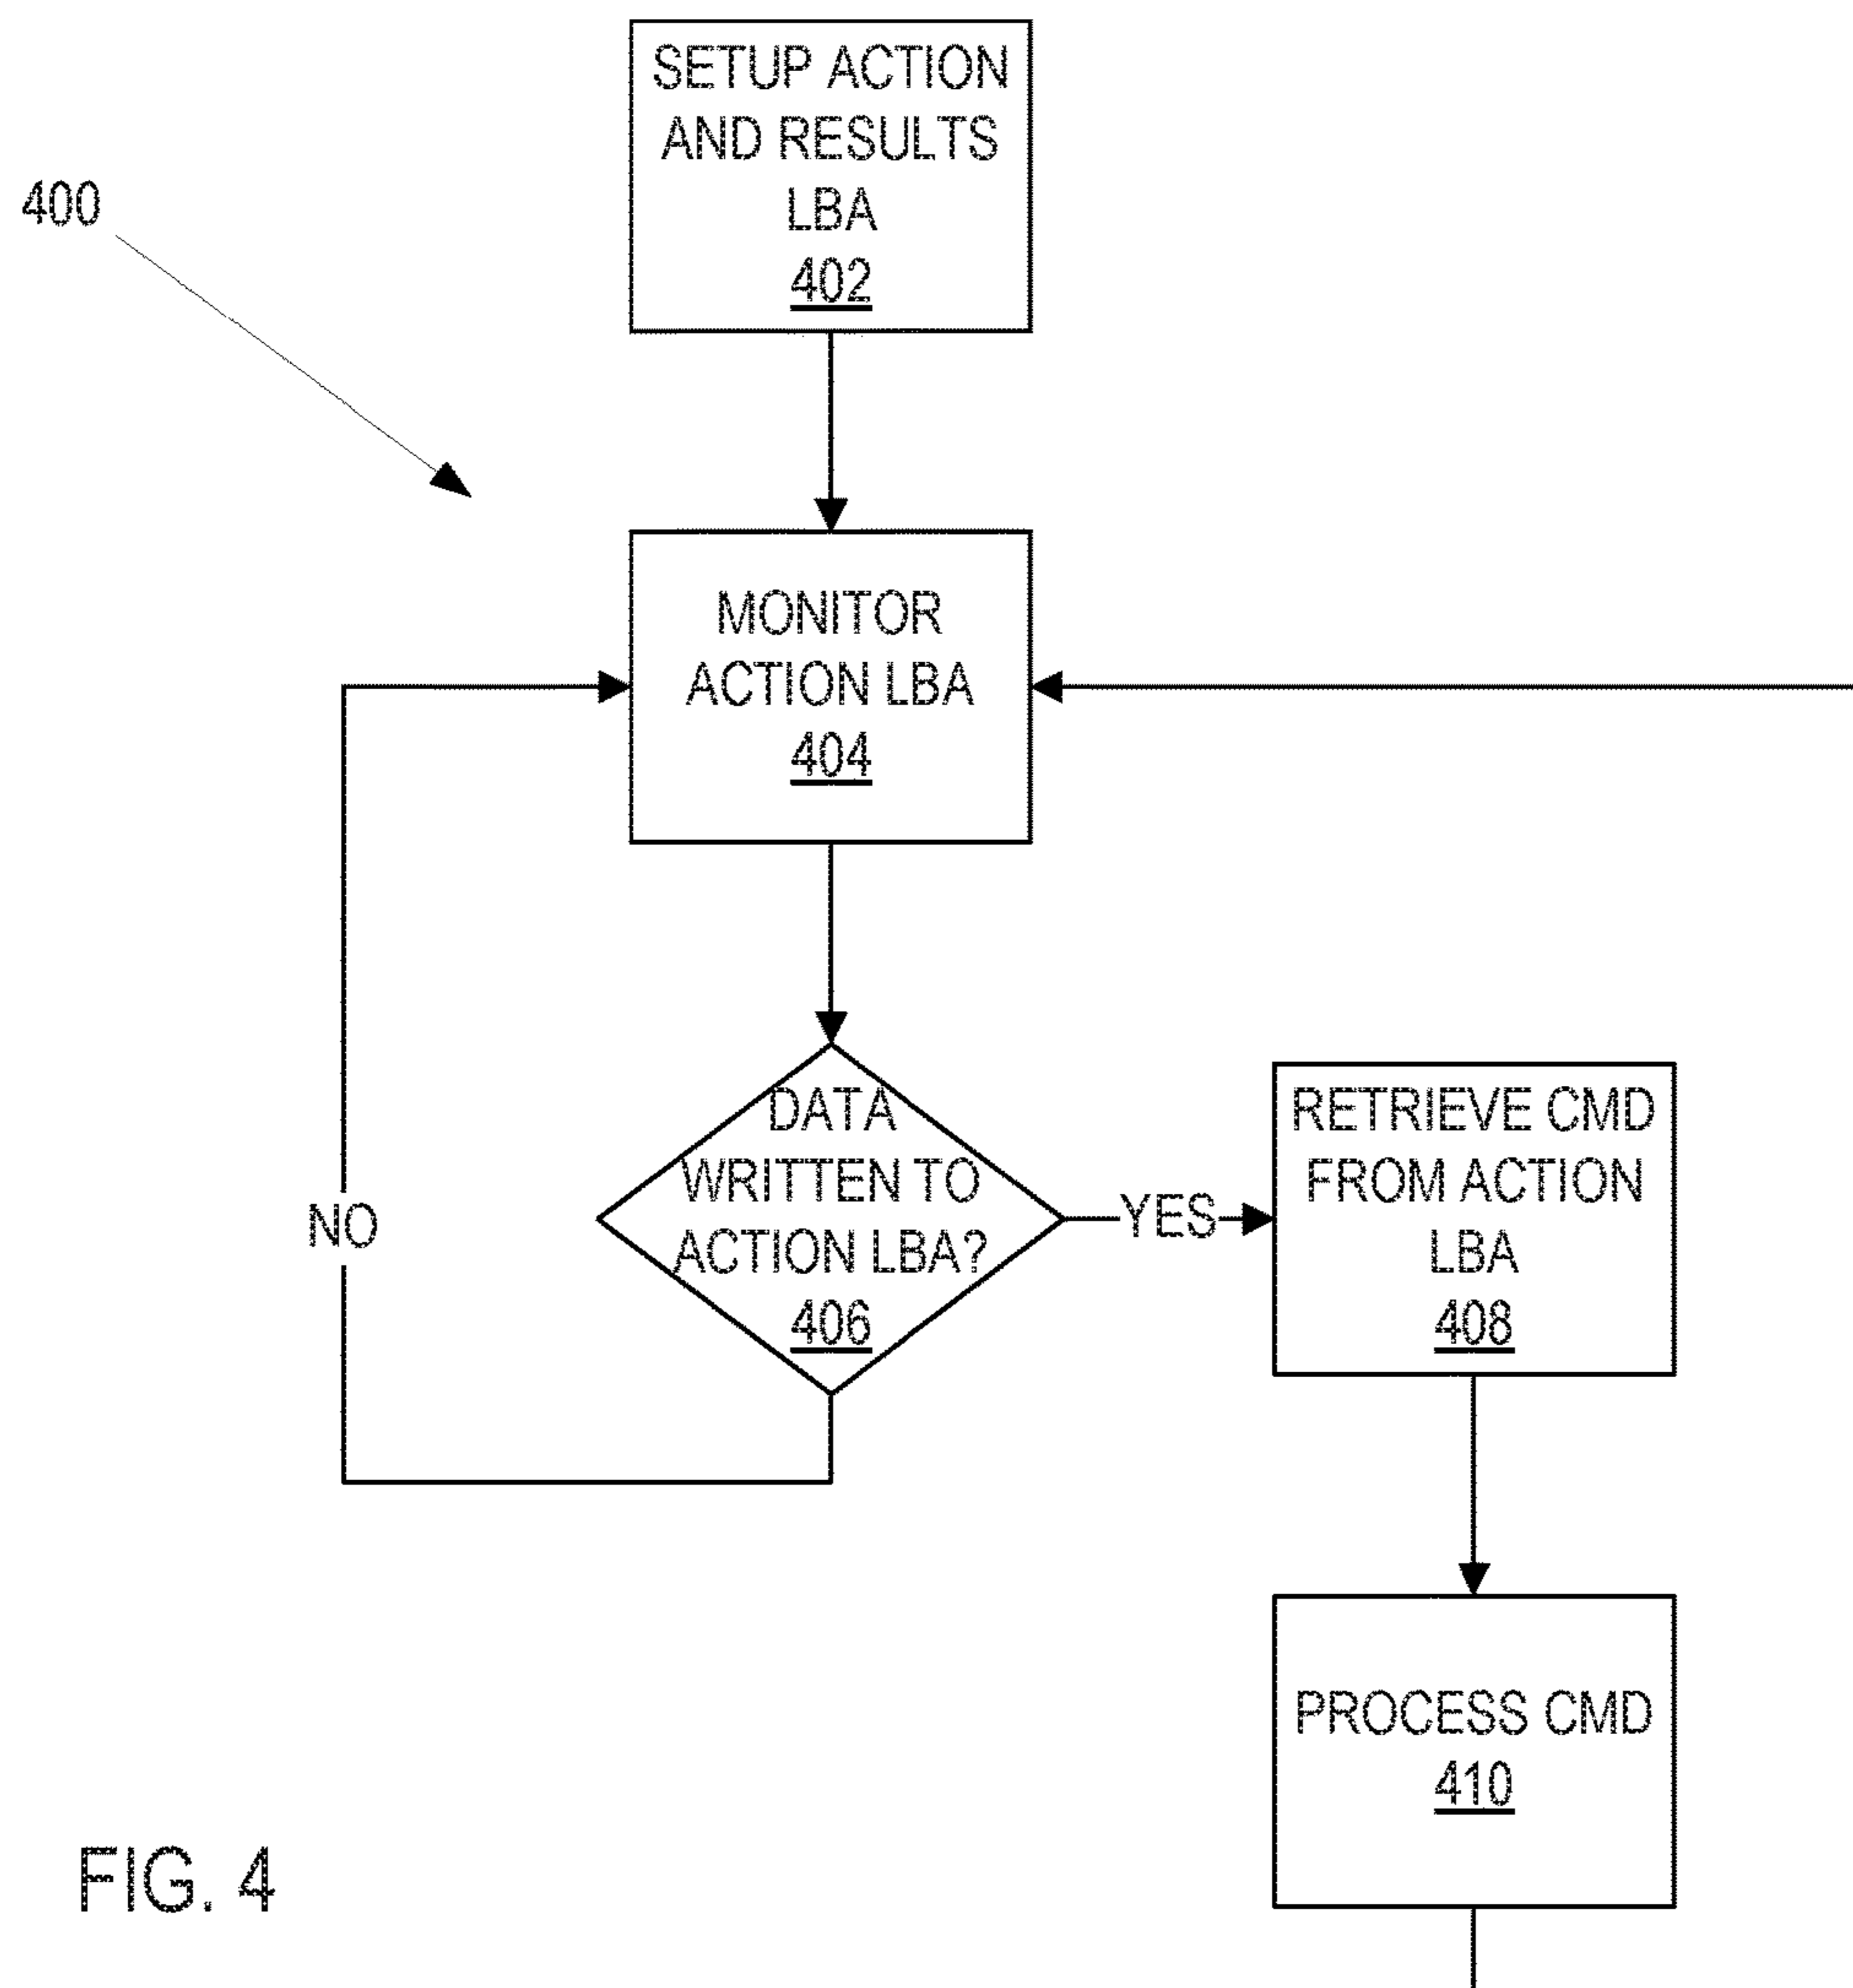 SETUP ACTION
AND RESULTS
LBA
402
400
MONITOR
ACTION LBA
404
DATA
WRITTEN TO
ACTION LBA?
406
NO
YES
RETRIEVE CMD
FROM ACTION
LBA
408
PROCESS CMD
410
FIG. 4